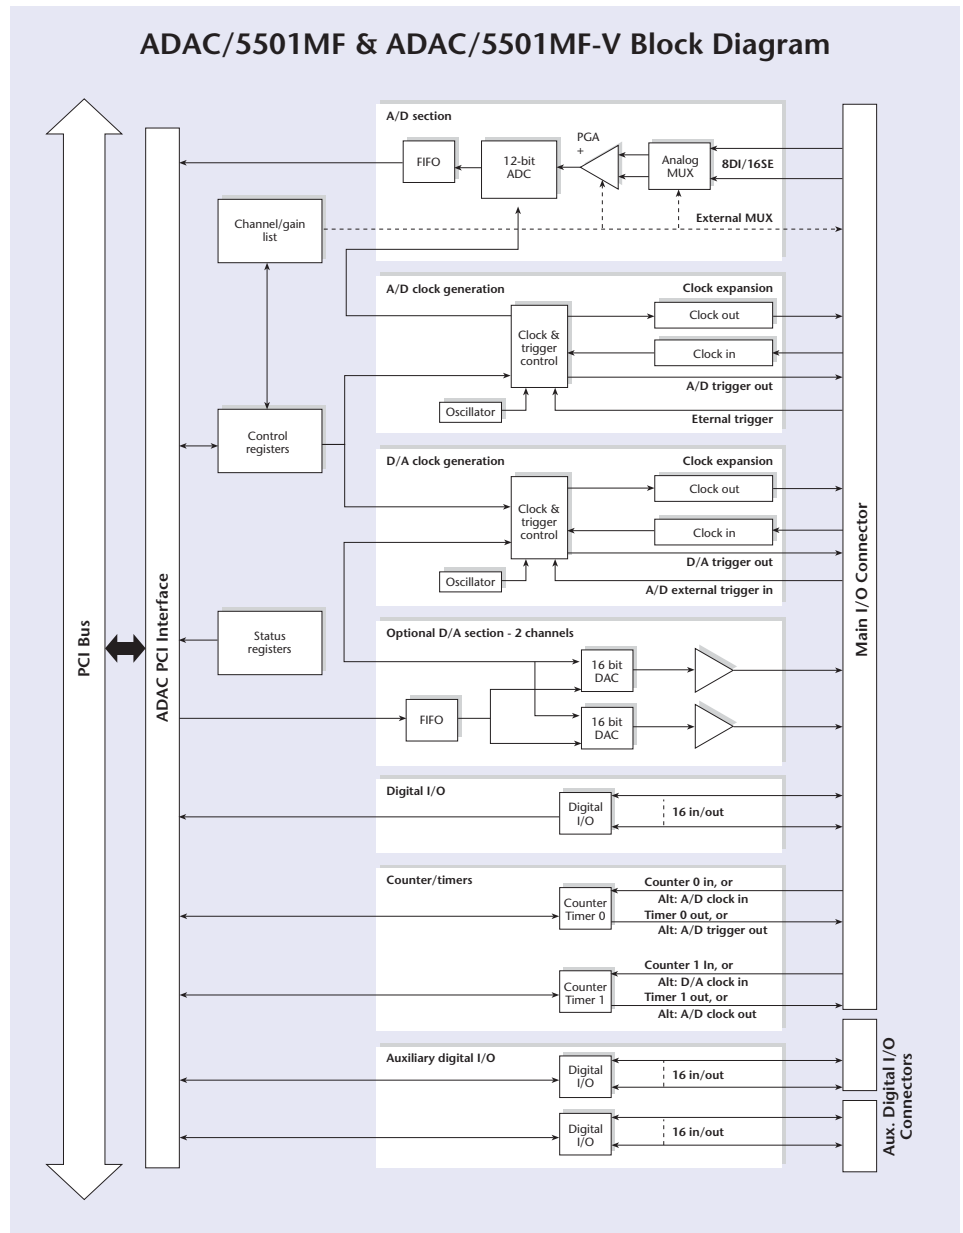 ADAC/5501MF & ADAC/5501MF-V Block Diagram
PCI Bus
ADAC PCI Interface
Channel/gain
list
Control
registers
Status
registers
A/D section
FIFO
12-bit
ADC
PGA
+
Analog
MUX
8DI/16SE
External MUX
A/D clock generation
Clock expansion
Clock &
trigger
control
Clock out
Clock in
A/D trigger out
Oscillator
Eternal trigger
D/A clock generation
Clock expansion
Clock &
trigger
control
Clock out
Clock in
D/A trigger out
Oscillator
A/D external trigger in
Optional D/A section - 2 channels
FIFO
16 bit
DAC
16 bit
DAC
Digital I/O
Digital
I/O
16 in/out
Counter/timers
Counter
Timer 0
Counter 0 in, or
Alt: A/D clock in
Timer 0 out, or
Alt: A/D trigger out
Counter
Timer 1
Counter 1 In, or
Alt: D/A clock in
Timer 1 out, or
Alt: A/D clock out
Auxiliary digital I/O
Digital
I/O
16 in/out
Digital
I/O
16 in/out
Main I/O Connector
Aux. Digital I/O
Connectors